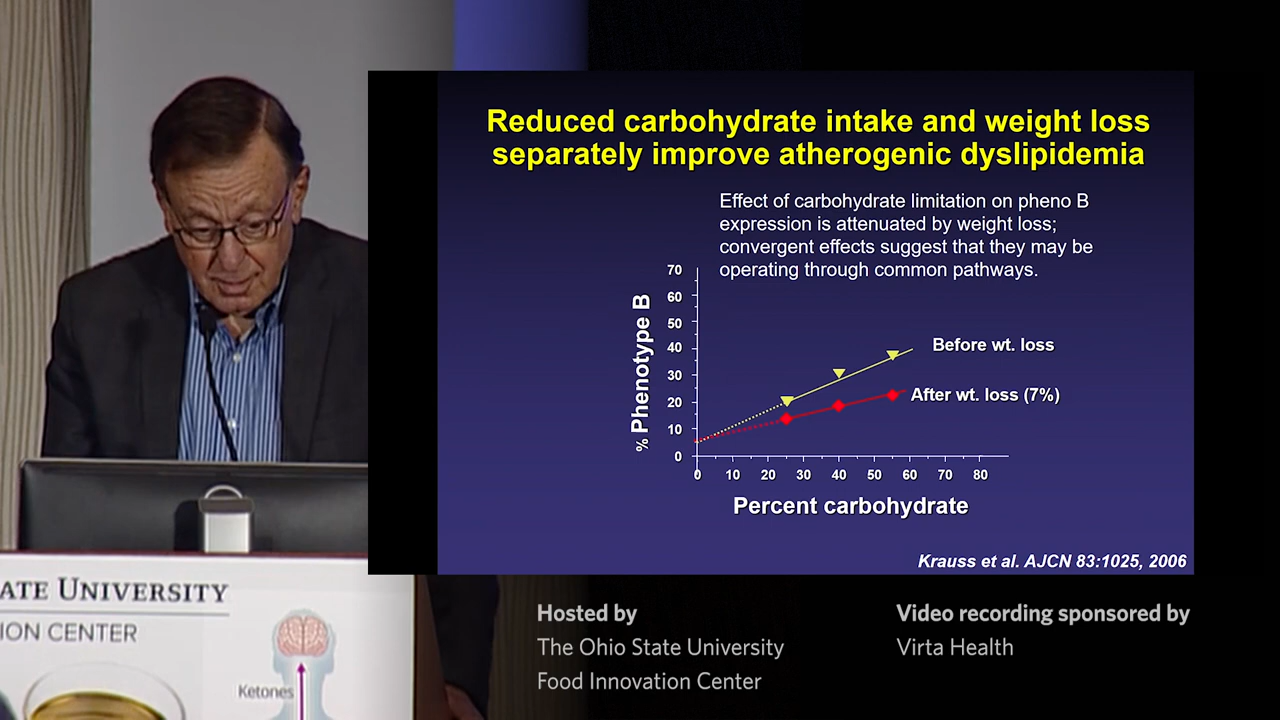 Reduced carbohydrate intake and weight loss
separately improve atherogenic dyslipidemia
Effect of carbohydrate limitation on pheno B
expression is attenuated by weight loss;
convergent effects suggest that they may be
operating through common pathways.
% Phenotype B
70
60
50
40
30
20
10
0
Before wt. loss
After wt. loss (7%)
0 10 20 30 40 50 60 70 80
Percent carbohydrate
Krauss et al. AJCN 83:1025, 2006
ATE UNIVERSITY
ION CENTER
Ketones
Hosted by
The Ohio State University
Food Innovation Center
Video recording sponsored by
Virta Health